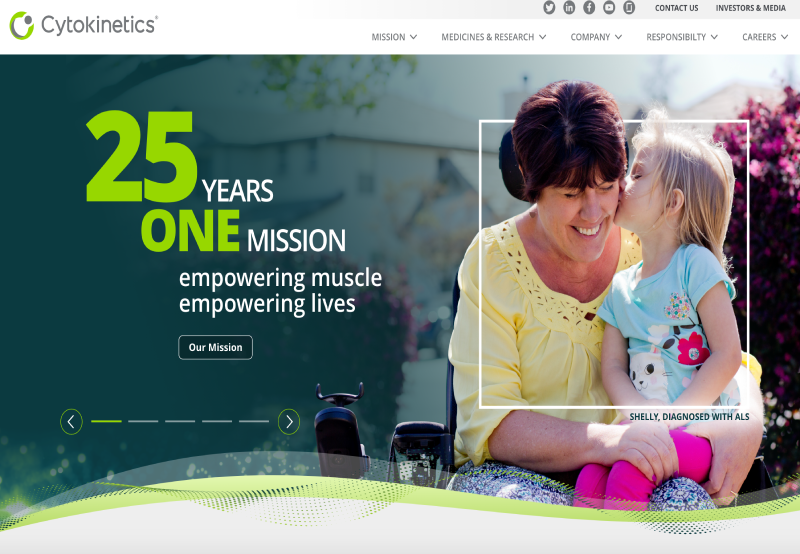 CONTACT US
INVESTORS & MEDIA
Cytokinetics®
MISSION
MEDICINES & RESEARCH
COMPANY
RESPONSIBILTY
CAREERS
25 YEARS
ONE MISSION
empowering muscle
empowering lives
Our Mission
SHELLY, DIAGNOSED WITH ALS